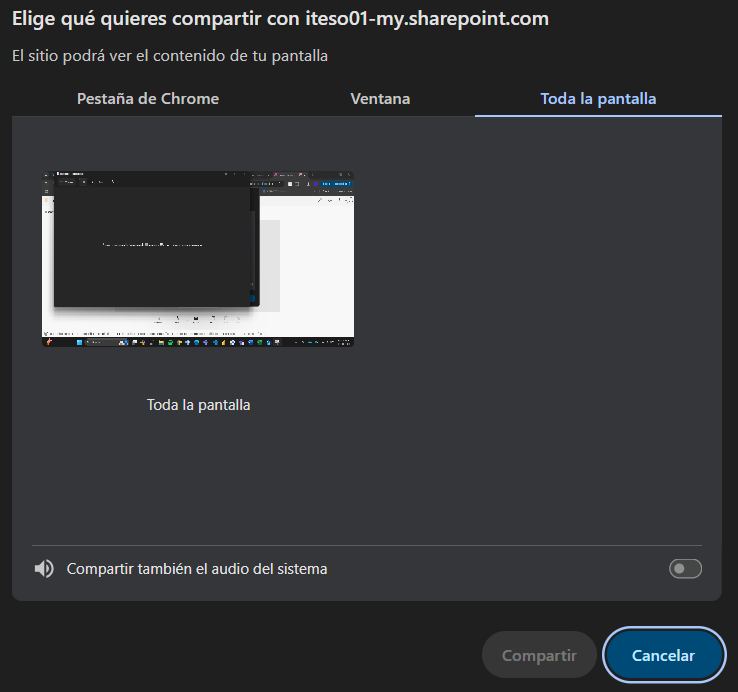 Elige qué quieres compartir con iteso01-my.sharepoint.com
El sitio podrá ver el contenido de tu pantalla
Pestaña de Chrome
Ventana
Toda la pantalla
Toda la pantalla
Compartir también el audio del sistema
Compartir
Cancelar